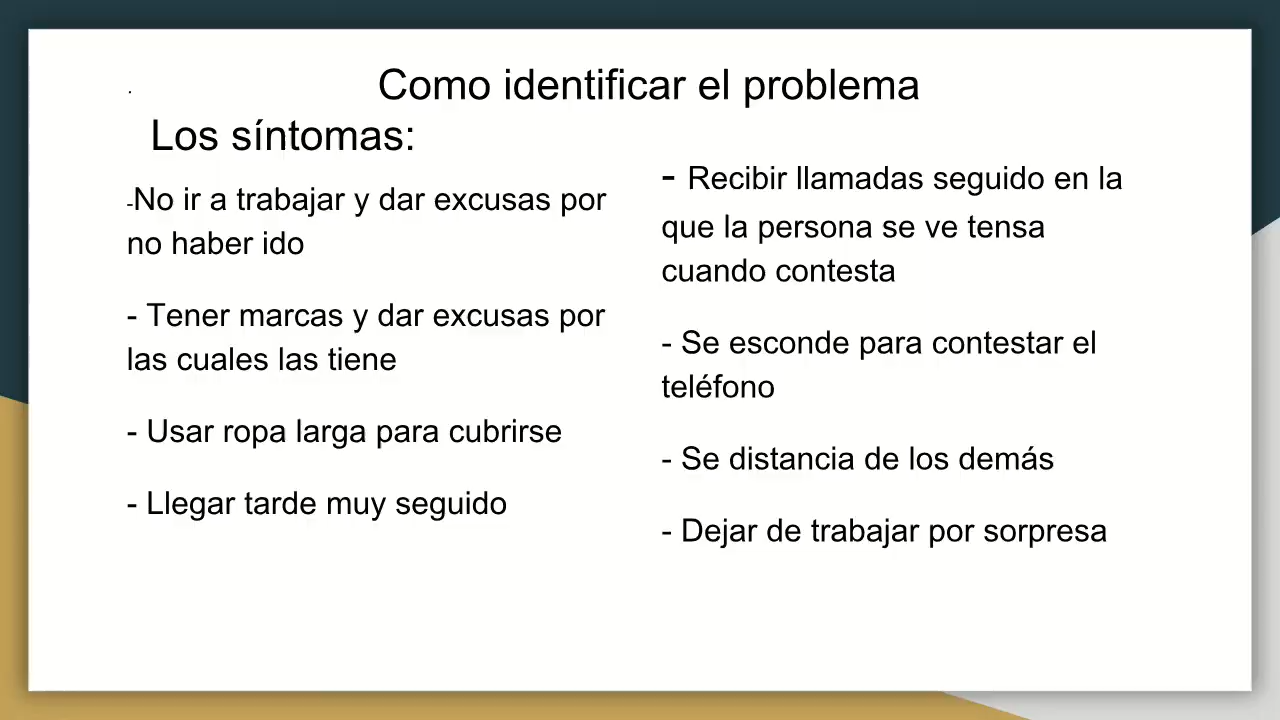 .
Como identificar el problema
Los síntomas:
-No ir a trabajar y dar excusas por
no haber ido
- Tener marcas y dar excusas por
las cuales las tiene
- Usar ropa larga para cubrirse
- Llegar tarde muy seguido
- Recibir llamadas seguido en la
que la persona se ve tensa
cuando contesta
- Se esconde para contestar el
teléfono
- Se distancia de los demás
- Dejar de trabajar por sorpresa